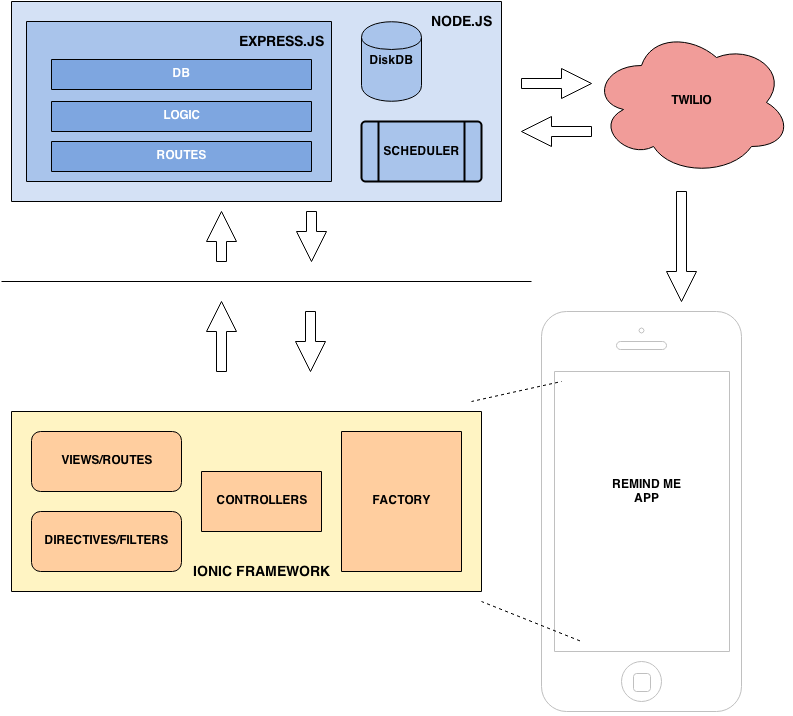 NODE.JS
EXPRESS.JS
DB
LOGIC
ROUTES
DiskDB
SCHEDULER
TWILIO
VIEWS/ROUTES
DIRECTIVES/FILTERS
CONTROLLERS
FACTORY
IONIC FRAMEWORK
REMIND ME
APP